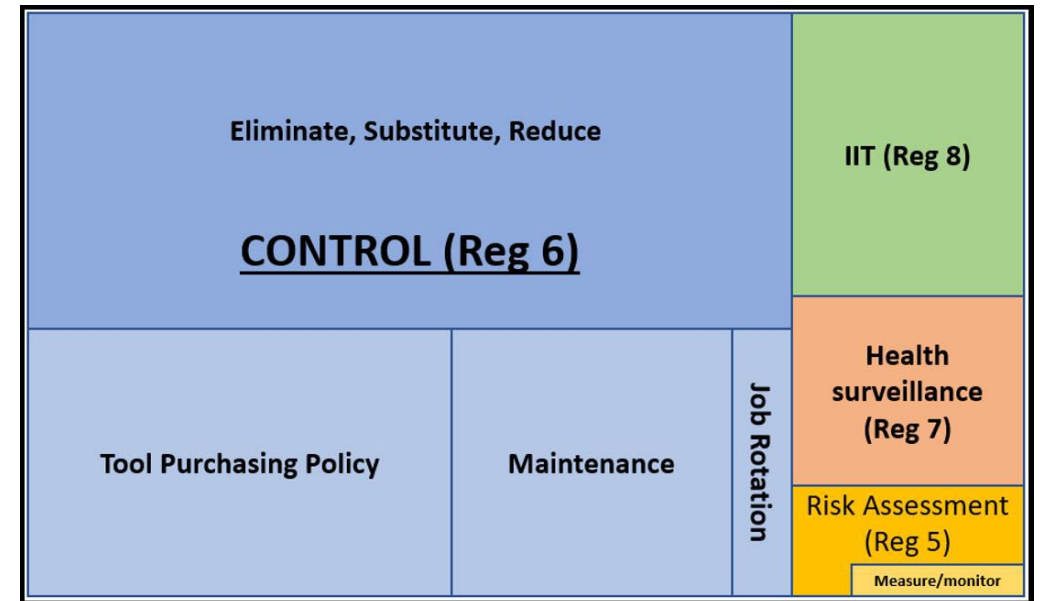 Eliminate, Substitute, Reduce
CONTROL (Reg 6)
Tool Purchasing Policy
Maintenance
Job Rotation
IIT (Reg 8)
Health
surveillance
(Reg 7)
Risk Assessment
(Reg 5)
Measure/monitor